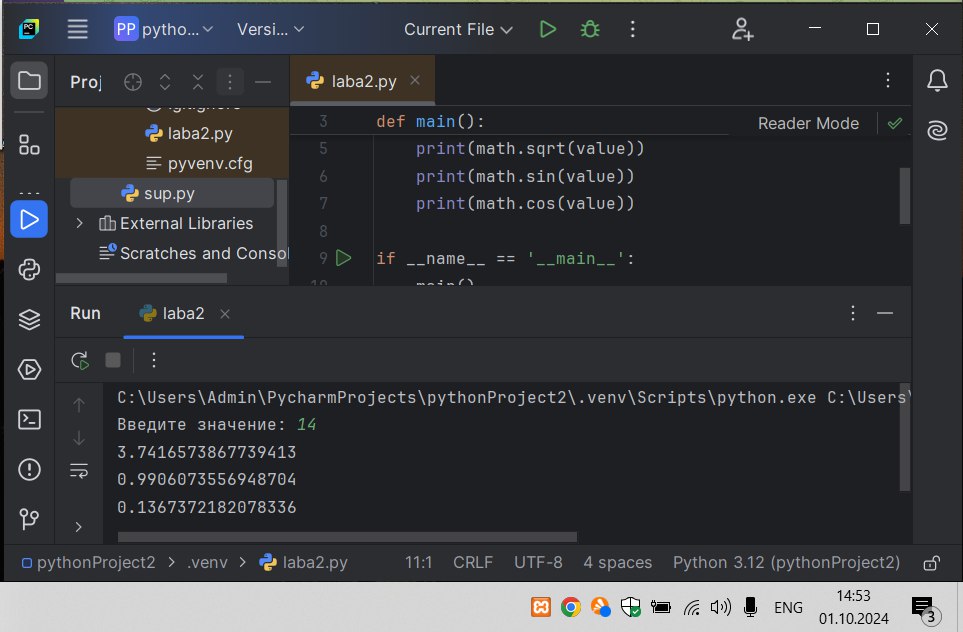 PC PP pytho... Versi... Current File
Proj laba2.py
laba2.py
pyvenv.cfg
sup.py
External Libraries
Scratches and Consol
Reader Mode
3 def main():
5 print(math.sqrt(value))
6 print(math.sin(value))
7 print(math.cos(value))
8
9 if __name__ == '__main__':
10 main()
Run laba2
C:\Users\Admin\PycharmProjects\pythonProject2\.venv\Scripts\python.exe C:\Users\
Введите значение: 14
3.7416573867739413
0.9906073556948704
0.1367372182078336
pythonProject2 > .venv > laba2.py 11:1 CRLF UTF-8 4 spaces Python 3.12 (pythonProject2)
ENG 14:53
01.10.2024 3